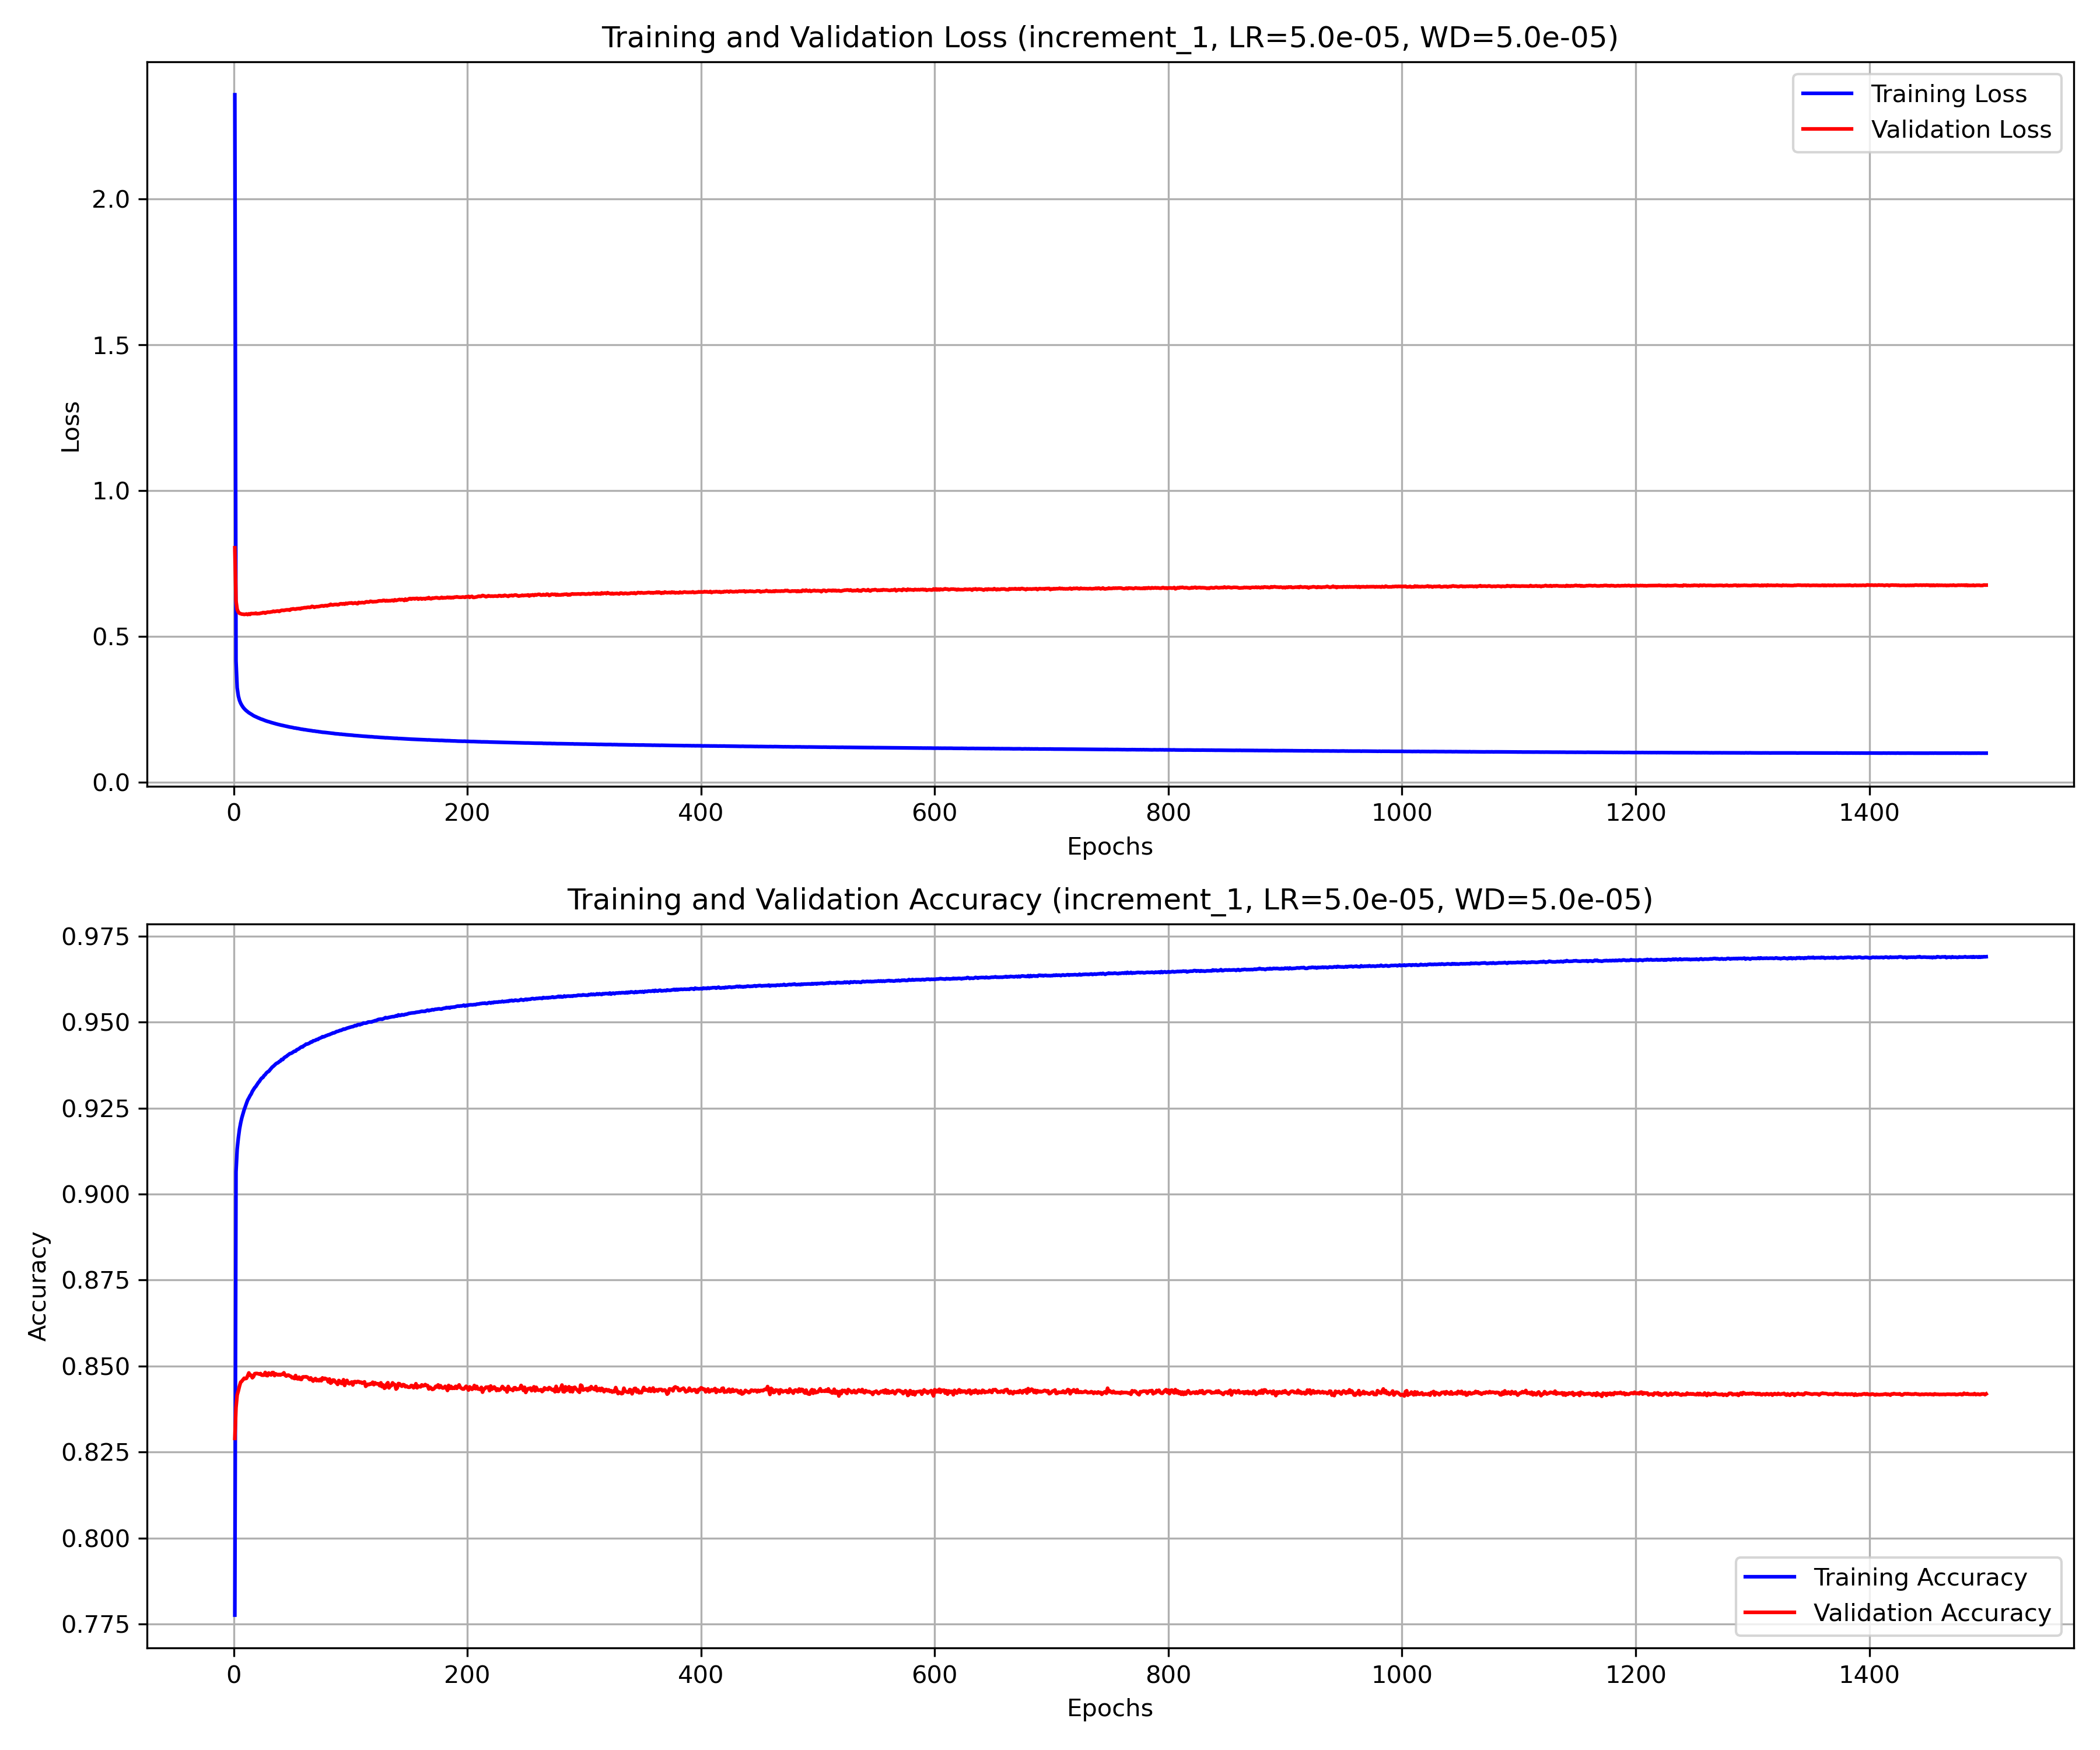 Training and Validation Loss (increment_1, LR=5.0e-05, WD=5.0e-05)
Training Loss
Validation Loss
2.0
1.5
1.0
0.5
0.0
Loss
0 200 400 600 800 1000 1200 1400
Epochs
Training and Validation Accuracy (increment_1, LR=5.0e-05, WD=5.0e-05)
0.975
0.950
0.925
0.900
0.875
0.850
0.825
0.800
0.775
Accuracy
Training Accuracy
Validation Accuracy
0 200 400 600 800 1000 1200 1400
Epochs